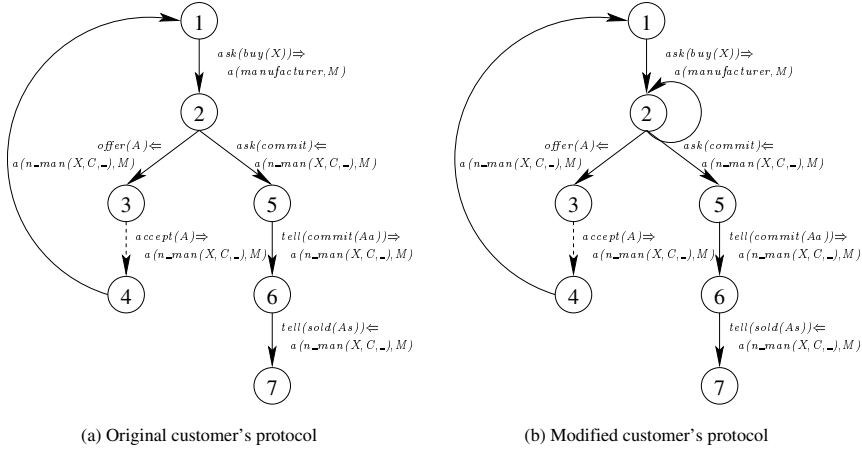 1
ask(buy(X))⇒
a(manufacturer,M)
2
offer(A)⇐
a(n_man(X,C,_),M)
ask(commit)⇐
a(n_man(X,C,_),M)
3
5
accept(A)⇒
a(n_man(X,C,_),M)
tell(commit(Aa))⇒
a(n_man(X,C,_),M)
4
6
tell(sold(As))⇐
a(n_man(X,C,_),M)
7
(a) Original customer's protocol
1
ask(buy(X))⇒
a(manufacturer,M)
2
offer(A)⇐
a(n_man(X,C,_),M)
ask(commit)⇐
a(n_man(X,C,_),M)
3
5
accept(A)⇒
a(n_man(X,C,_),M)
tell(commit(Aa))⇒
a(n_man(X,C,_),M)
4
6
tell(sold(As))⇐
a(n_man(X,C,_),M)
7
(b) Modified customer's protocol